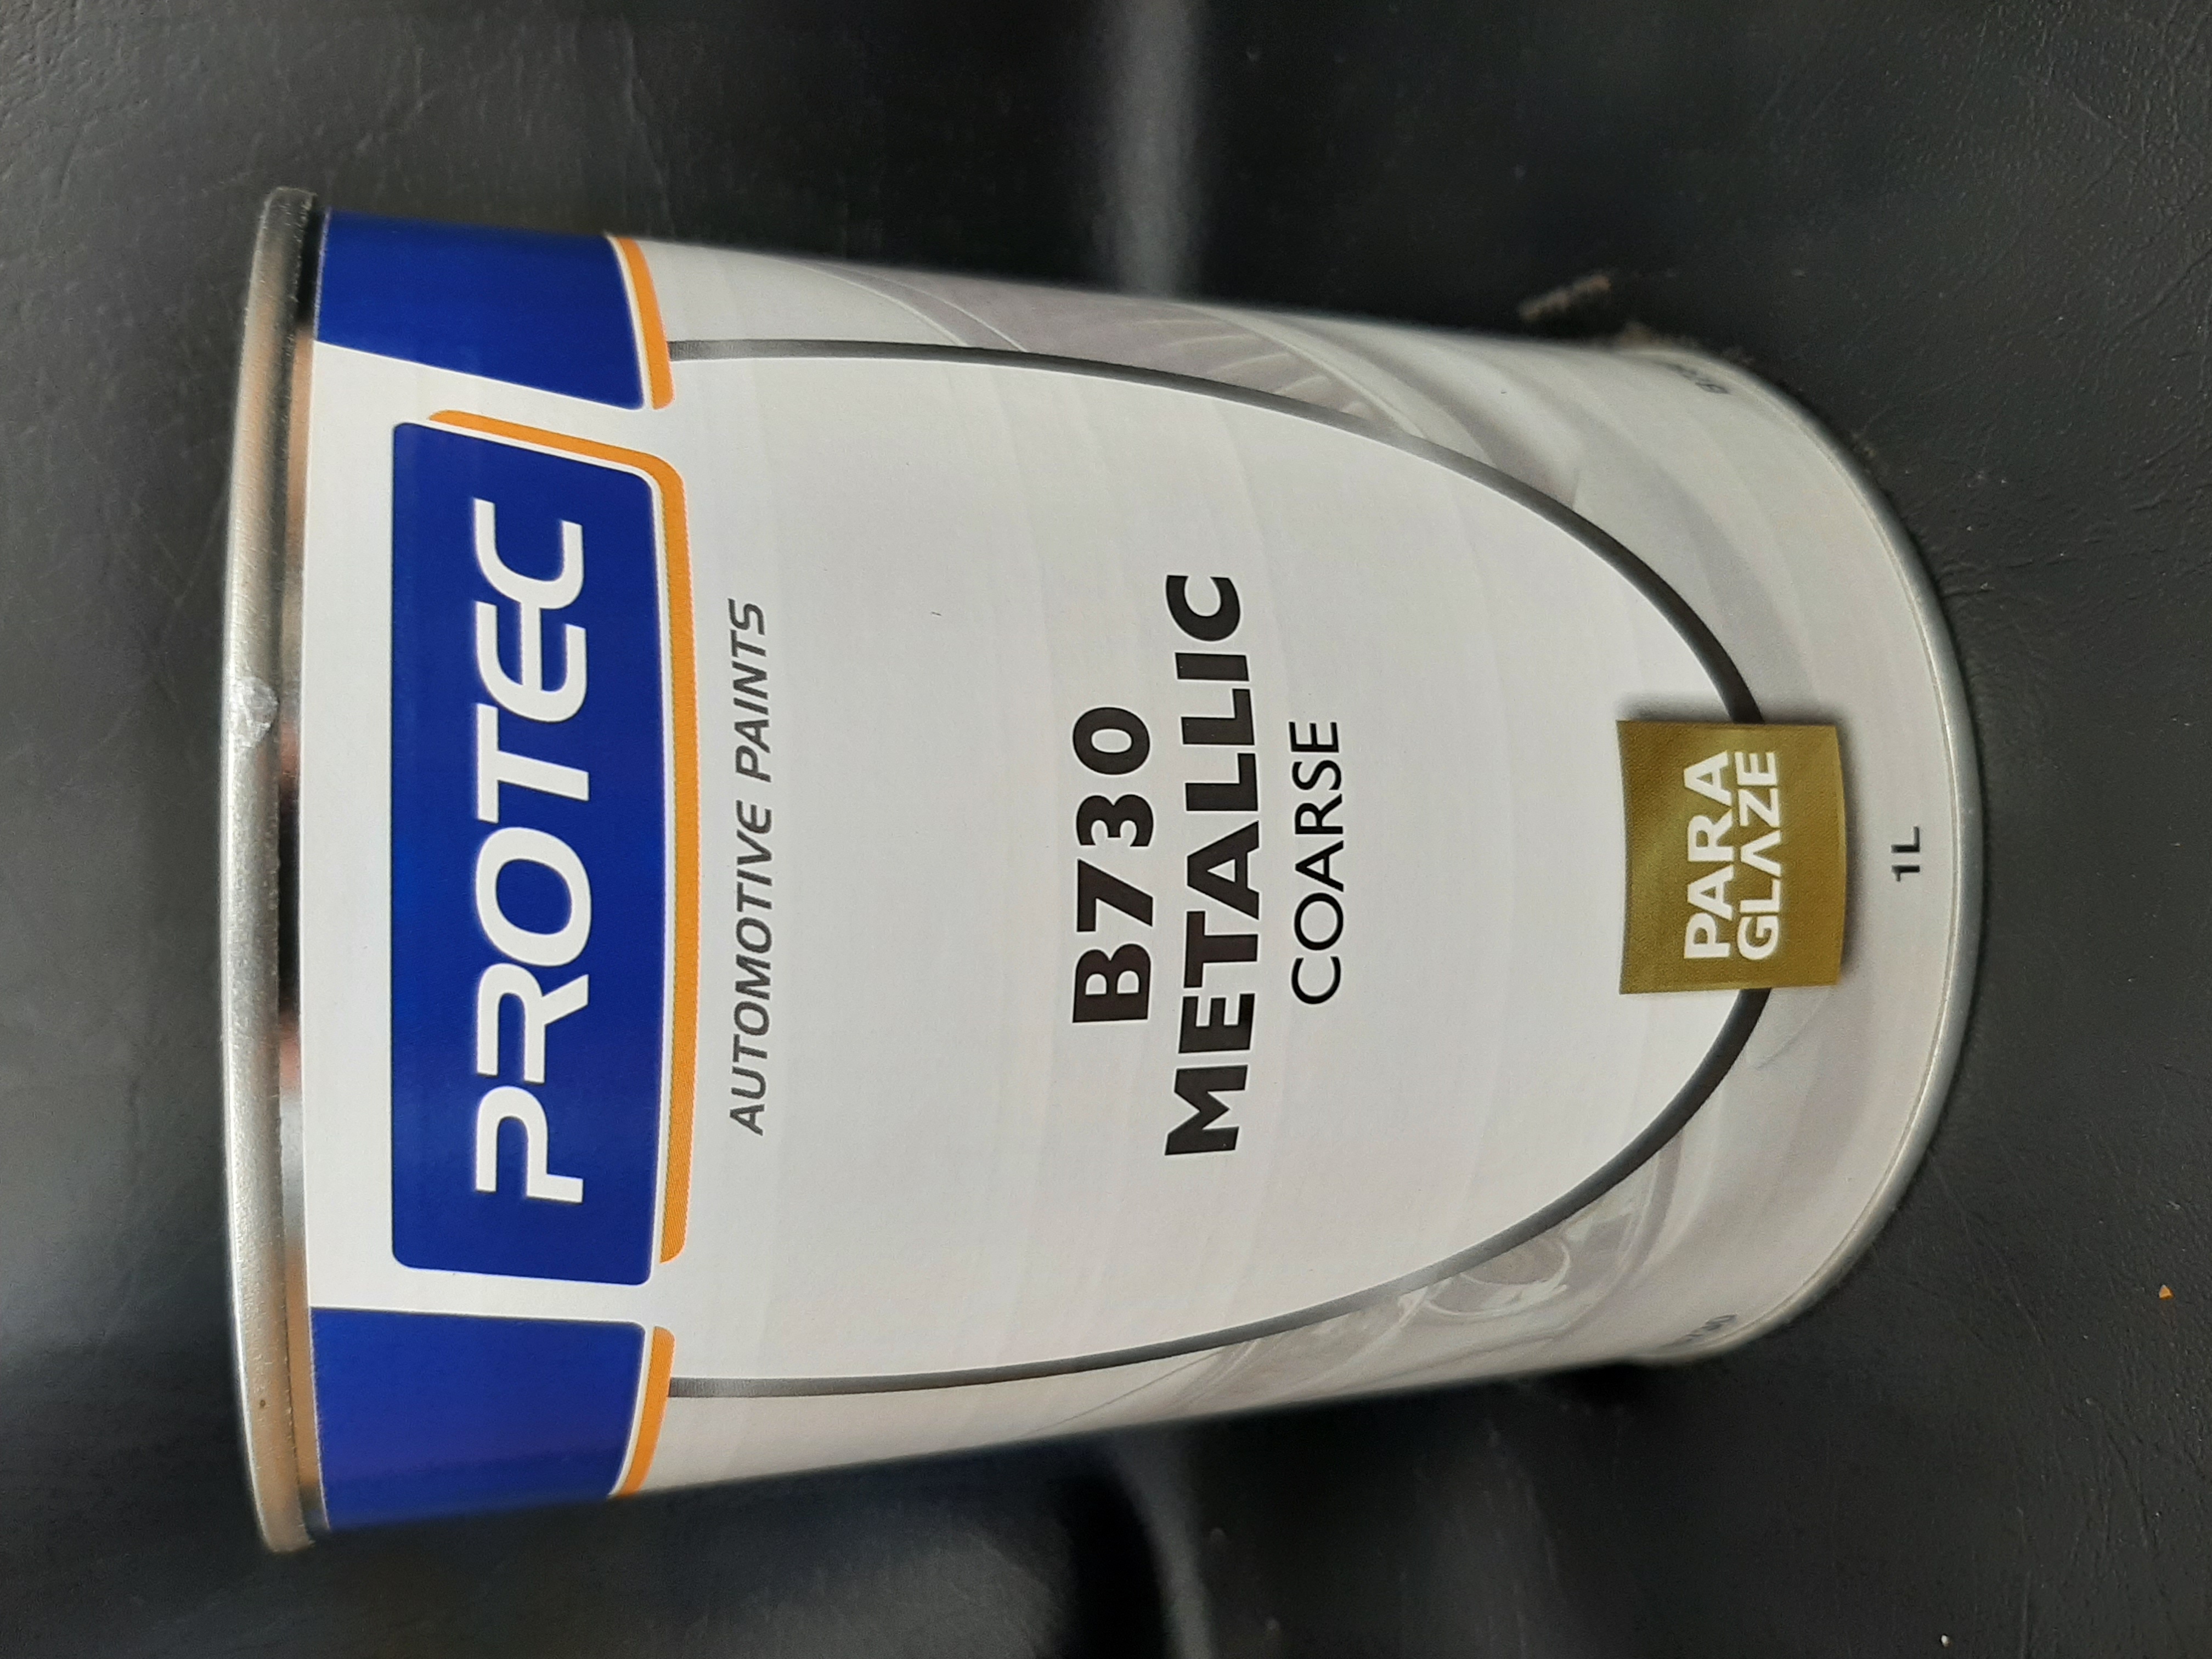 PROTEC
AUTOMOTIVE PAINTS
B730
METALLIC
COARSE
PARA
GLAZE
1L